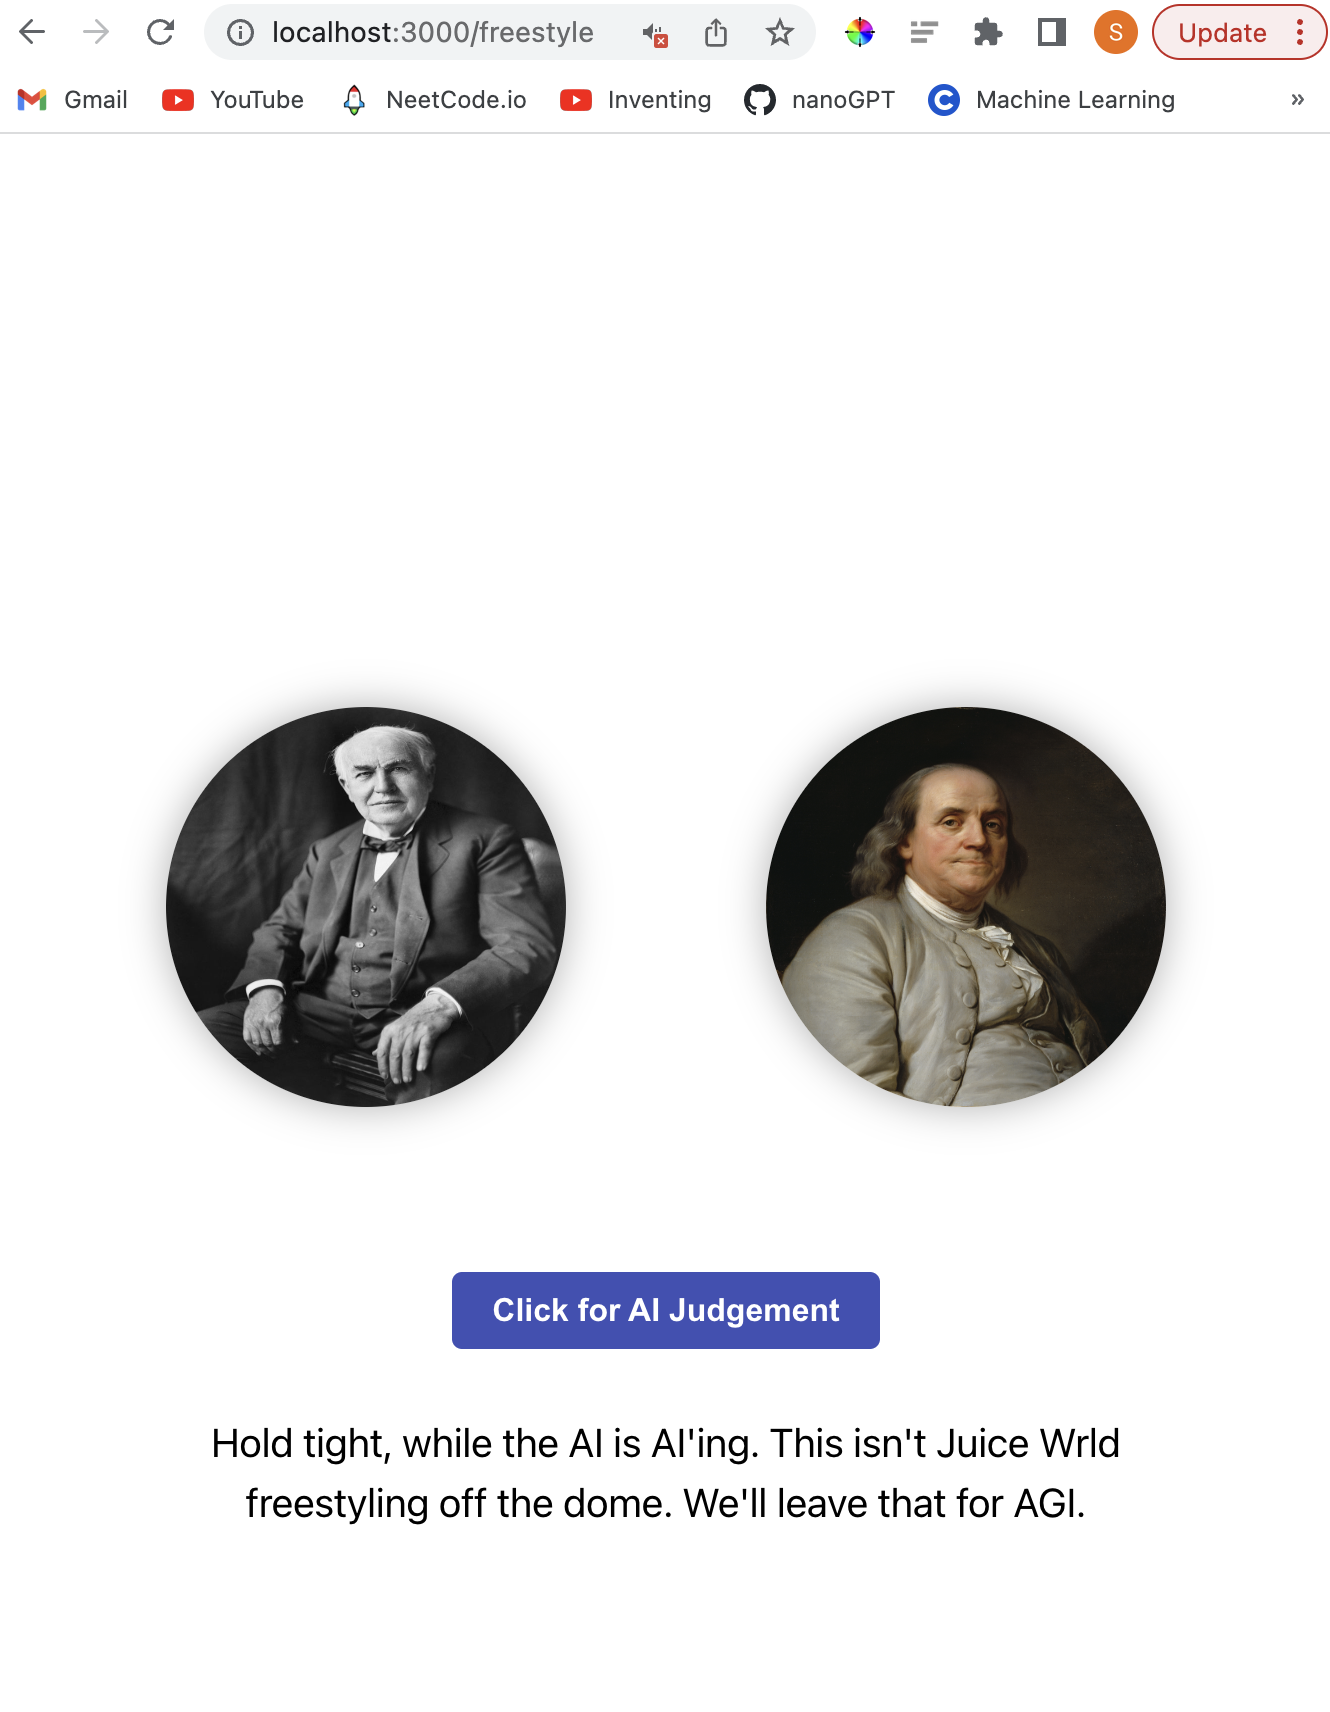 localhost:3000/freestyle
S
Update
Gmail
YouTube
NeetCode.io
Inventing
nanoGPT
Machine Learning
»
Click for AI Judgement
Hold tight, while the AI is AI'ing. This isn't Juice Wrld
freestyling off the dome. We'll leave that for AGI.